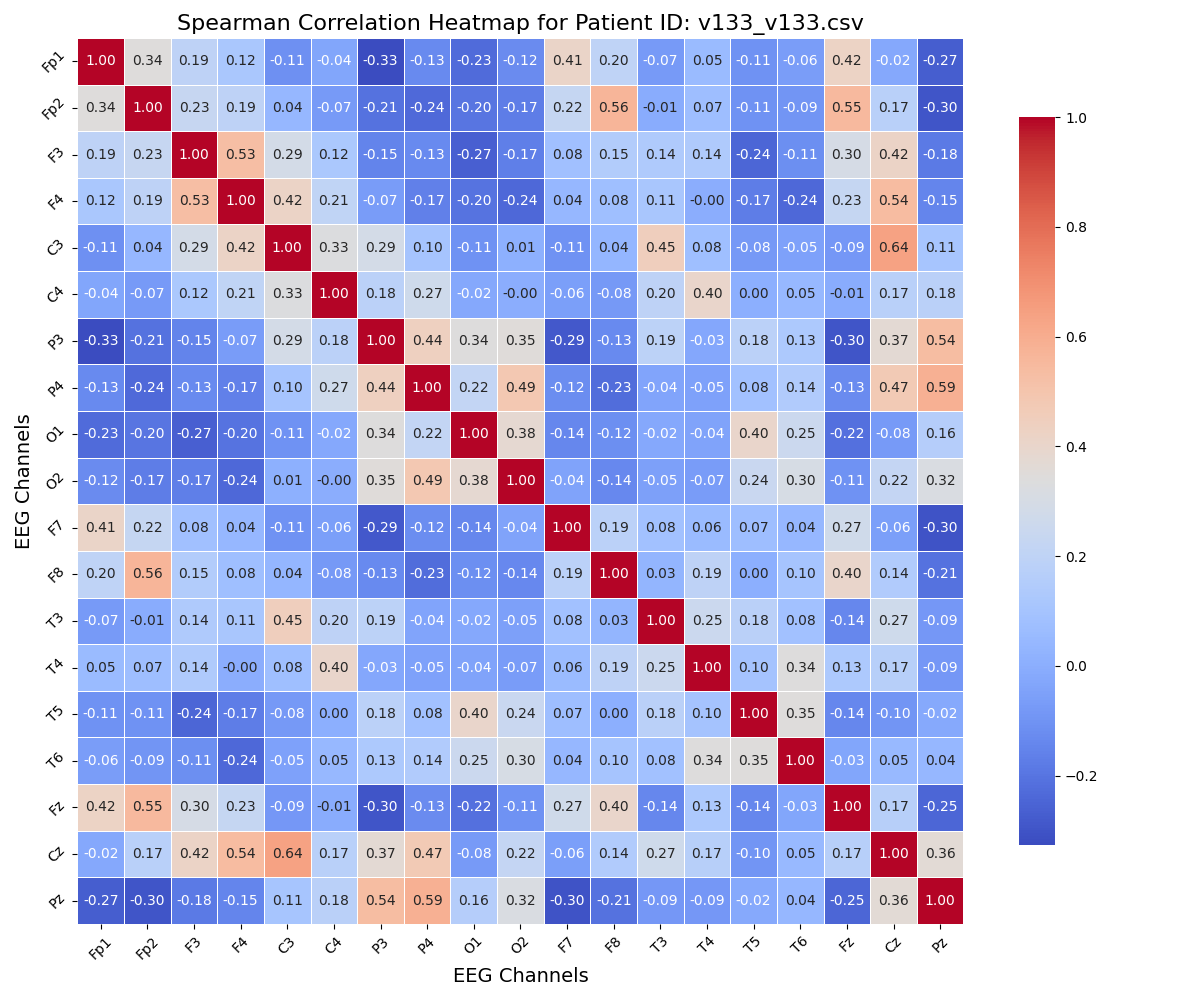 Spearman Correlation Heatmap for Patient ID: v133_v133.csv
Fp1 1.00 0.34 0.19 0.12 -0.11 -0.04 -0.33 -0.13 -0.23 -0.12 0.41 0.20 -0.07 0.05 -0.11 -0.06 0.42 -0.02 -0.27
Fp2 0.34 1.00 0.23 0.19 0.04 -0.07 -0.21 -0.24 -0.20 -0.17 0.22 0.56 -0.01 0.07 -0.11 -0.09 0.55 0.17 -0.30
F3 0.19 0.23 1.00 0.53 0.29 0.12 -0.15 -0.13 -0.27 -0.17 0.08 0.15 0.14 0.14 -0.24 -0.11 0.30 0.42 -0.18
F4 0.12 0.19 0.53 1.00 0.42 0.21 -0.07 -0.17 -0.20 -0.24 0.04 0.08 0.11 -0.00 -0.17 -0.24 0.23 0.54 -0.15
C3 -0.11 0.04 0.29 0.42 1.00 0.33 0.29 0.10 -0.11 0.01 -0.11 0.04 0.45 0.08 -0.08 -0.05 -0.09 0.64 0.11
C4 -0.04 -0.07 0.12 0.21 0.33 1.00 0.18 0.27 -0.02 -0.00 -0.06 -0.08 0.20 0.40 0.00 0.05 -0.01 0.17 0.18
P3 -0.33 -0.21 -0.15 -0.07 0.29 0.18 1.00 0.44 0.34 0.35 -0.29 -0.13 0.19 -0.03 0.18 0.13 -0.30 0.37 0.54
P4 -0.13 -0.24 -0.13 -0.17 0.10 0.27 0.44 1.00 0.22 0.49 -0.12 -0.23 -0.04 -0.05 0.08 0.14 -0.13 0.47 0.59
O1 -0.23 -0.20 -0.27 -0.20 -0.11 -0.02 0.34 0.22 1.00 0.38 -0.14 -0.12 -0.02 -0.04 0.40 0.25 -0.22 -0.08 0.16
O2 -0.12 -0.17 -0.17 -0.24 0.01 -0.00 0.35 0.49 0.38 1.00 -0.04 -0.14 -0.05 -0.07 0.24 0.30 -0.11 0.22 0.32
F7 0.41 0.22 0.08 0.04 -0.11 -0.06 -0.29 -0.12 -0.14 -0.04 1.00 0.19 0.08 0.06 0.07 0.04 0.27 -0.06 -0.30
F8 0.20 0.56 0.15 0.08 0.04 -0.08 -0.13 -0.23 -0.12 -0.14 0.19 1.00 0.03 0.19 0.00 0.10 0.40 0.14 -0.21
T3 -0.07 -0.01 0.14 0.11 0.45 0.20 0.19 -0.04 -0.02 -0.05 0.08 0.03 1.00 0.25 0.18 0.08 -0.14 0.27 -0.09
T4 0.05 0.07 0.14 -0.00 0.08 0.40 -0.03 -0.05 -0.04 -0.07 0.06 0.19 0.25 1.00 0.10 0.34 0.13 0.17 -0.09
T5 -0.11 -0.11 -0.24 -0.17 -0.08 0.00 0.18 0.08 0.40 0.24 0.07 0.00 0.18 0.10 1.00 0.35 -0.14 -0.10 -0.02
T6 -0.06 -0.09 -0.11 -0.24 -0.05 0.05 0.13 0.14 0.25 0.30 0.04 0.10 0.08 0.34 0.35 1.00 -0.03 0.05 0.04
Fz 0.42 0.55 0.30 0.23 -0.09 -0.01 -0.30 -0.13 -0.22 -0.11 0.27 0.40 -0.14 0.13 -0.14 -0.03 1.00 0.17 -0.25
Cz -0.02 0.17 0.42 0.54 0.64 0.17 0.37 0.47 -0.08 0.22 -0.06 0.14 0.27 0.17 -0.10 0.05 0.17 1.00 0.36
Pz -0.27 -0.30 -0.18 -0.15 0.11 0.18 0.54 0.59 0.16 0.32 -0.30 -0.21 -0.09 -0.09 -0.02 0.04 -0.25 0.36 1.00
Fp1 Fp2 F3 F4 C3 C4 P3 P4 O1 O2 F7 F8 T3 T4 T5 T6 Fz Cz Pz
EEG Channels
EEG Channels
1.0
0.8
0.6
0.4
0.2
0.0
−0.2